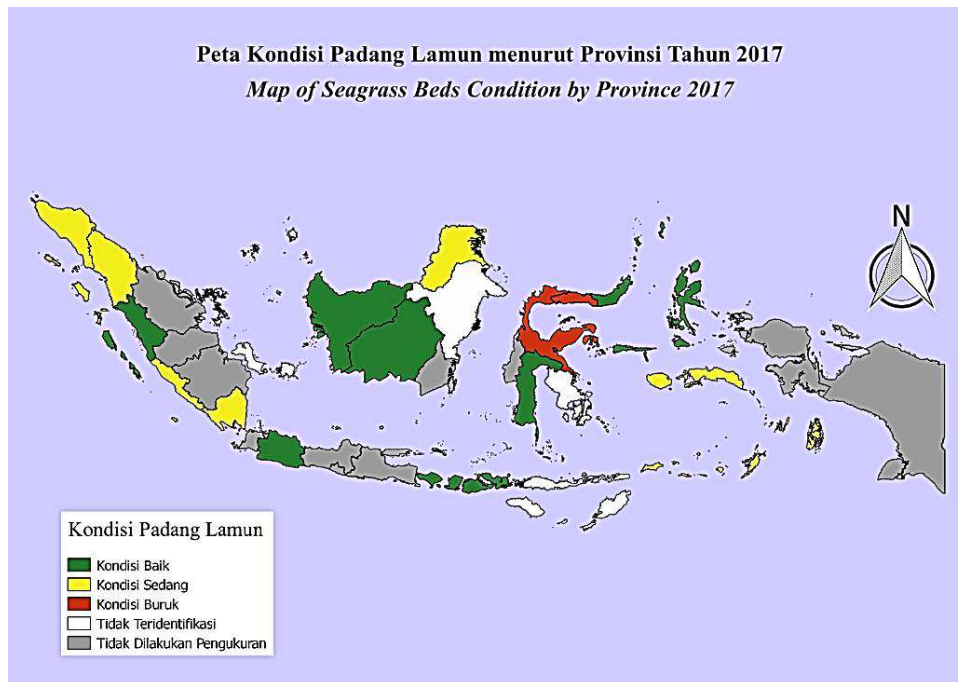 Peta Kondisi Padang Lamun menurut Provinsi Tahun 2017
Map of Seagrass Beds Condition by Province 2017
N
Kondisi Padang Lamun
Kondisi Baik
Kondisi Sedang
Kondisi Buruk
Tidak Teridentifikasi
Tidak Dilakukan Pengukuran